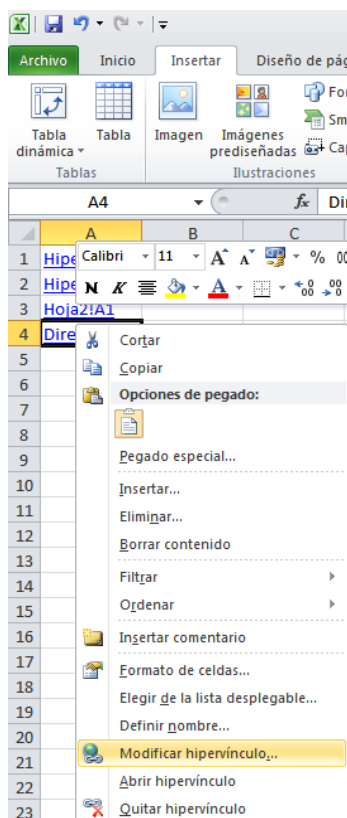 Archivo Inicio Insertar Diseño de pág
Tabla dinámica Tabla Imagen Imágenes prediseñadas For Sm Cap
Tablas Ilustraciones
A4 fx Dir
A B C
1 Hipe Calibri 11 A A % 00
2 Hipe N K A
3 Hoja2!A1
4 Dire
Cortar
5 Copiar
6 Opciones de pegado:
7
8
9 Pegado especial...
10 Insertar...
11 Eliminar...
12 Borrar contenido
13
14 Filtrar
15 Ordenar
16 Insertar comentario
17 Formato de celdas...
18 Elegir de la lista desplegable...
19
20 Definir nombre...
21 Modificar hipervínculo...
22 Abrir hipervínculo
23 Quitar hipervínculo